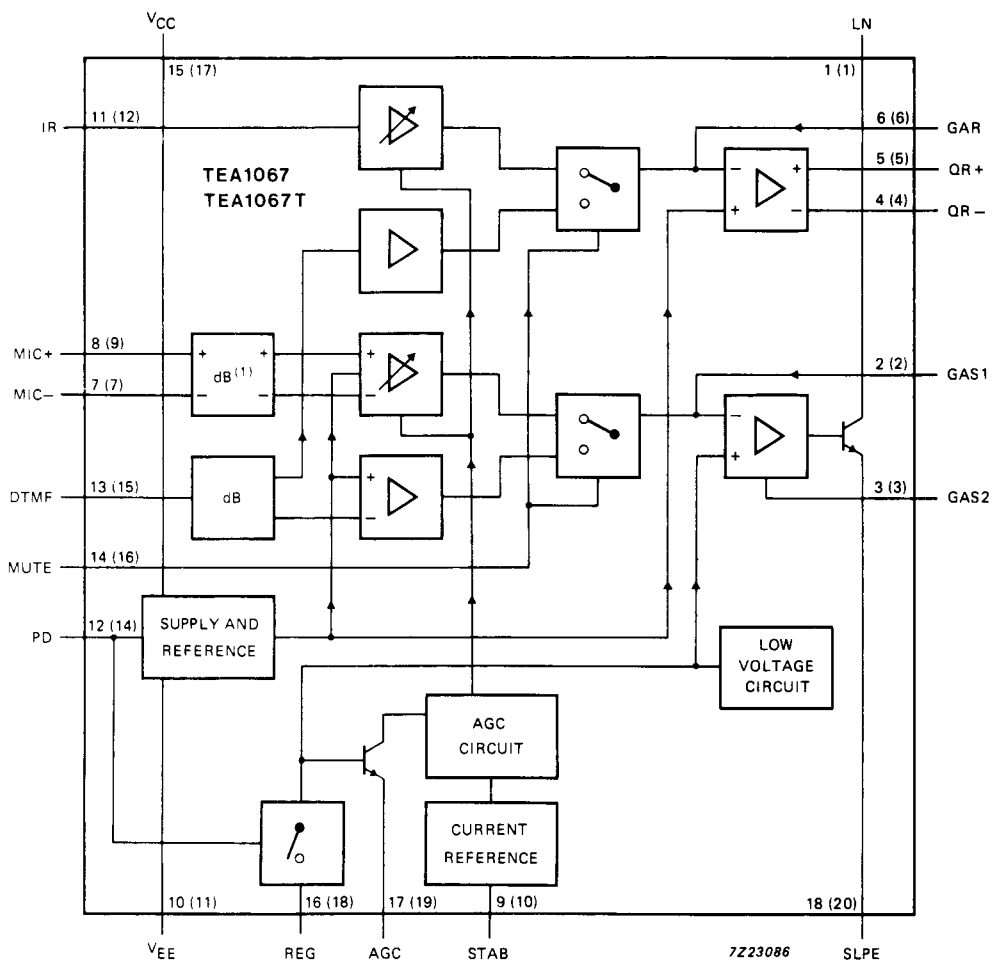 VCC
LN
15 (17)
1 (1)
IR
11 (12)
6 (6)
GAR
TEA1067
TEA1067T
5 (5)
QR+
4 (4)
QR−
− +
+ −
MIC+
8 (9)
MIC−
7 (7)
+ +
dB(1)
− −
+
−
2 (2)
GAS1
−
+
DTMF
13 (15)
dB
+
−
3 (3)
GAS2
MUTE
14 (16)
PD
12 (14)
SUPPLY AND
REFERENCE
LOW
VOLTAGE
CIRCUIT
AGC
CIRCUIT
CURRENT
REFERENCE
10 (11)
16 (18)
17 (19)
9 (10)
18 (20)
VEE
REG
AGC
STAB
7Z23086
SLPE